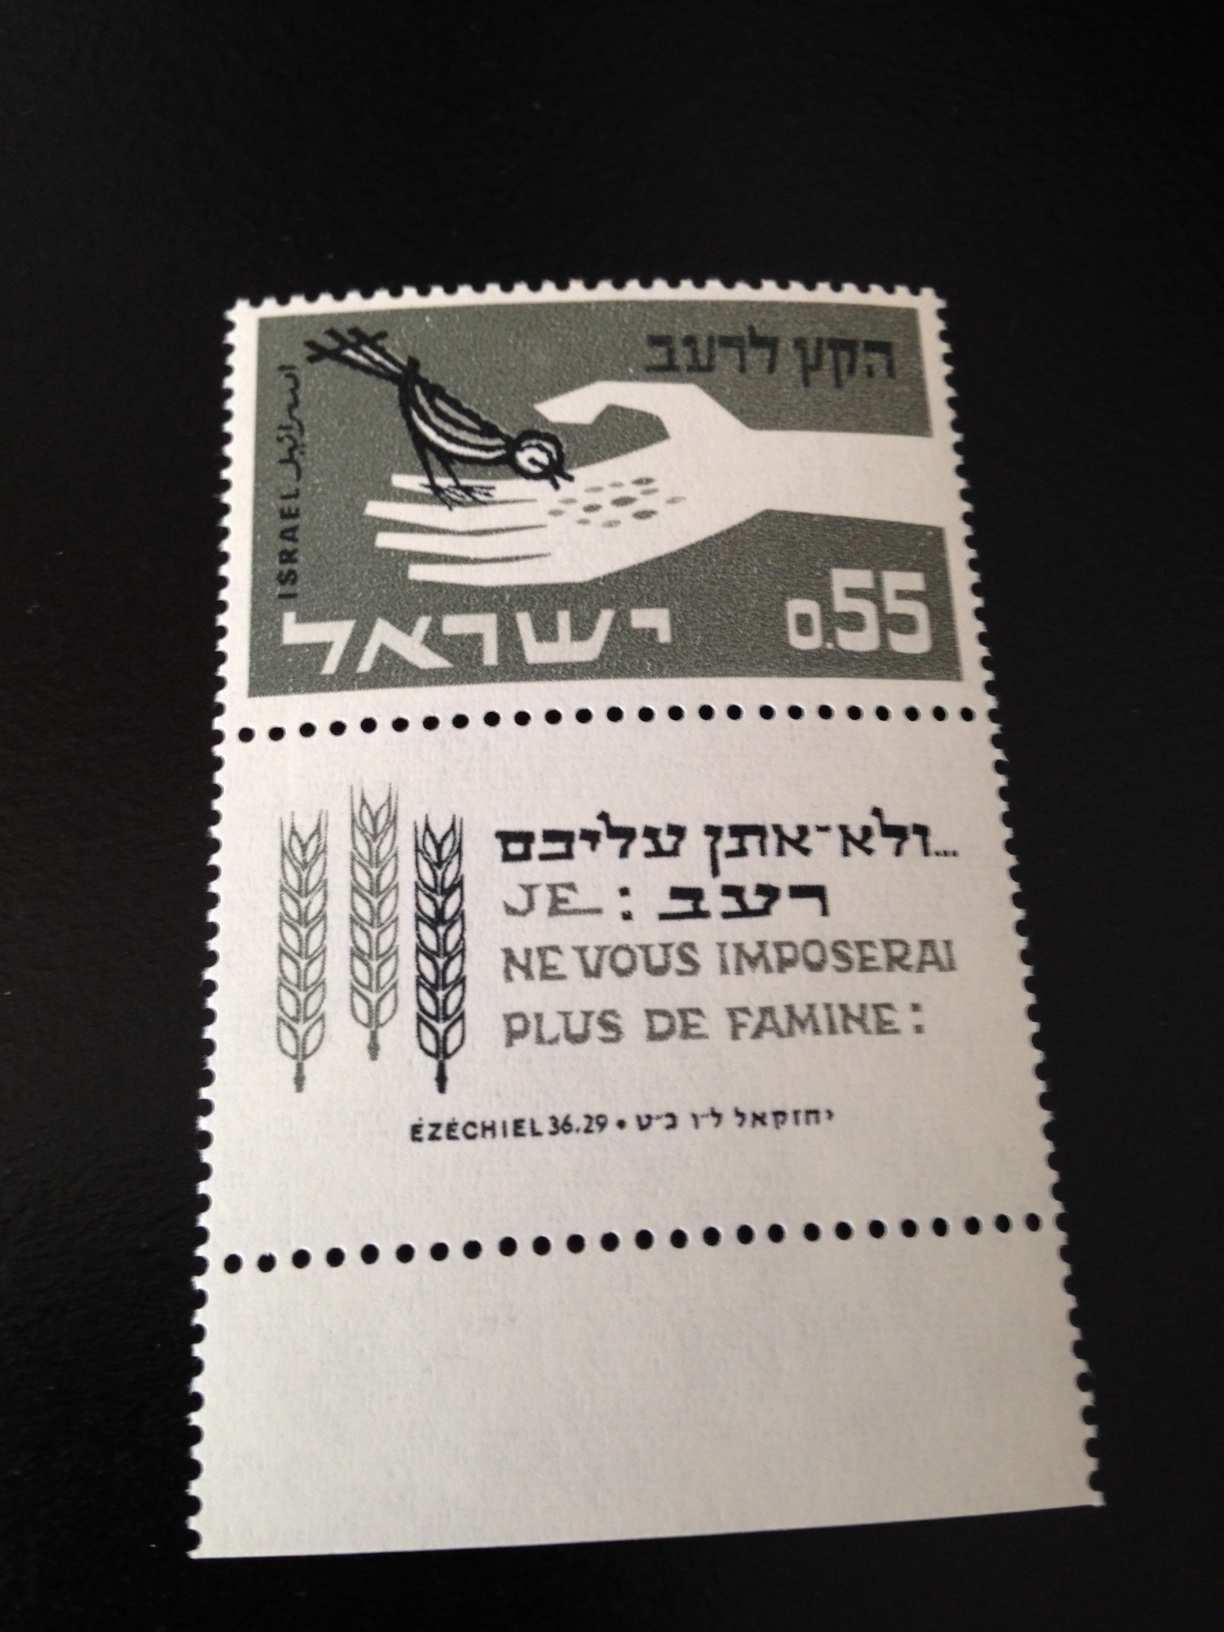 הקץ לרעב
ISRAEL اسرائيل
ישראל
0.55
...ולא-אתן עליכם
רעב: JE
NE VOUS IMPOSERAI
PLUS DE FAMINE:
ÉZÉCHIEL 36.29 • יחזקאל ל״ו כ״ט